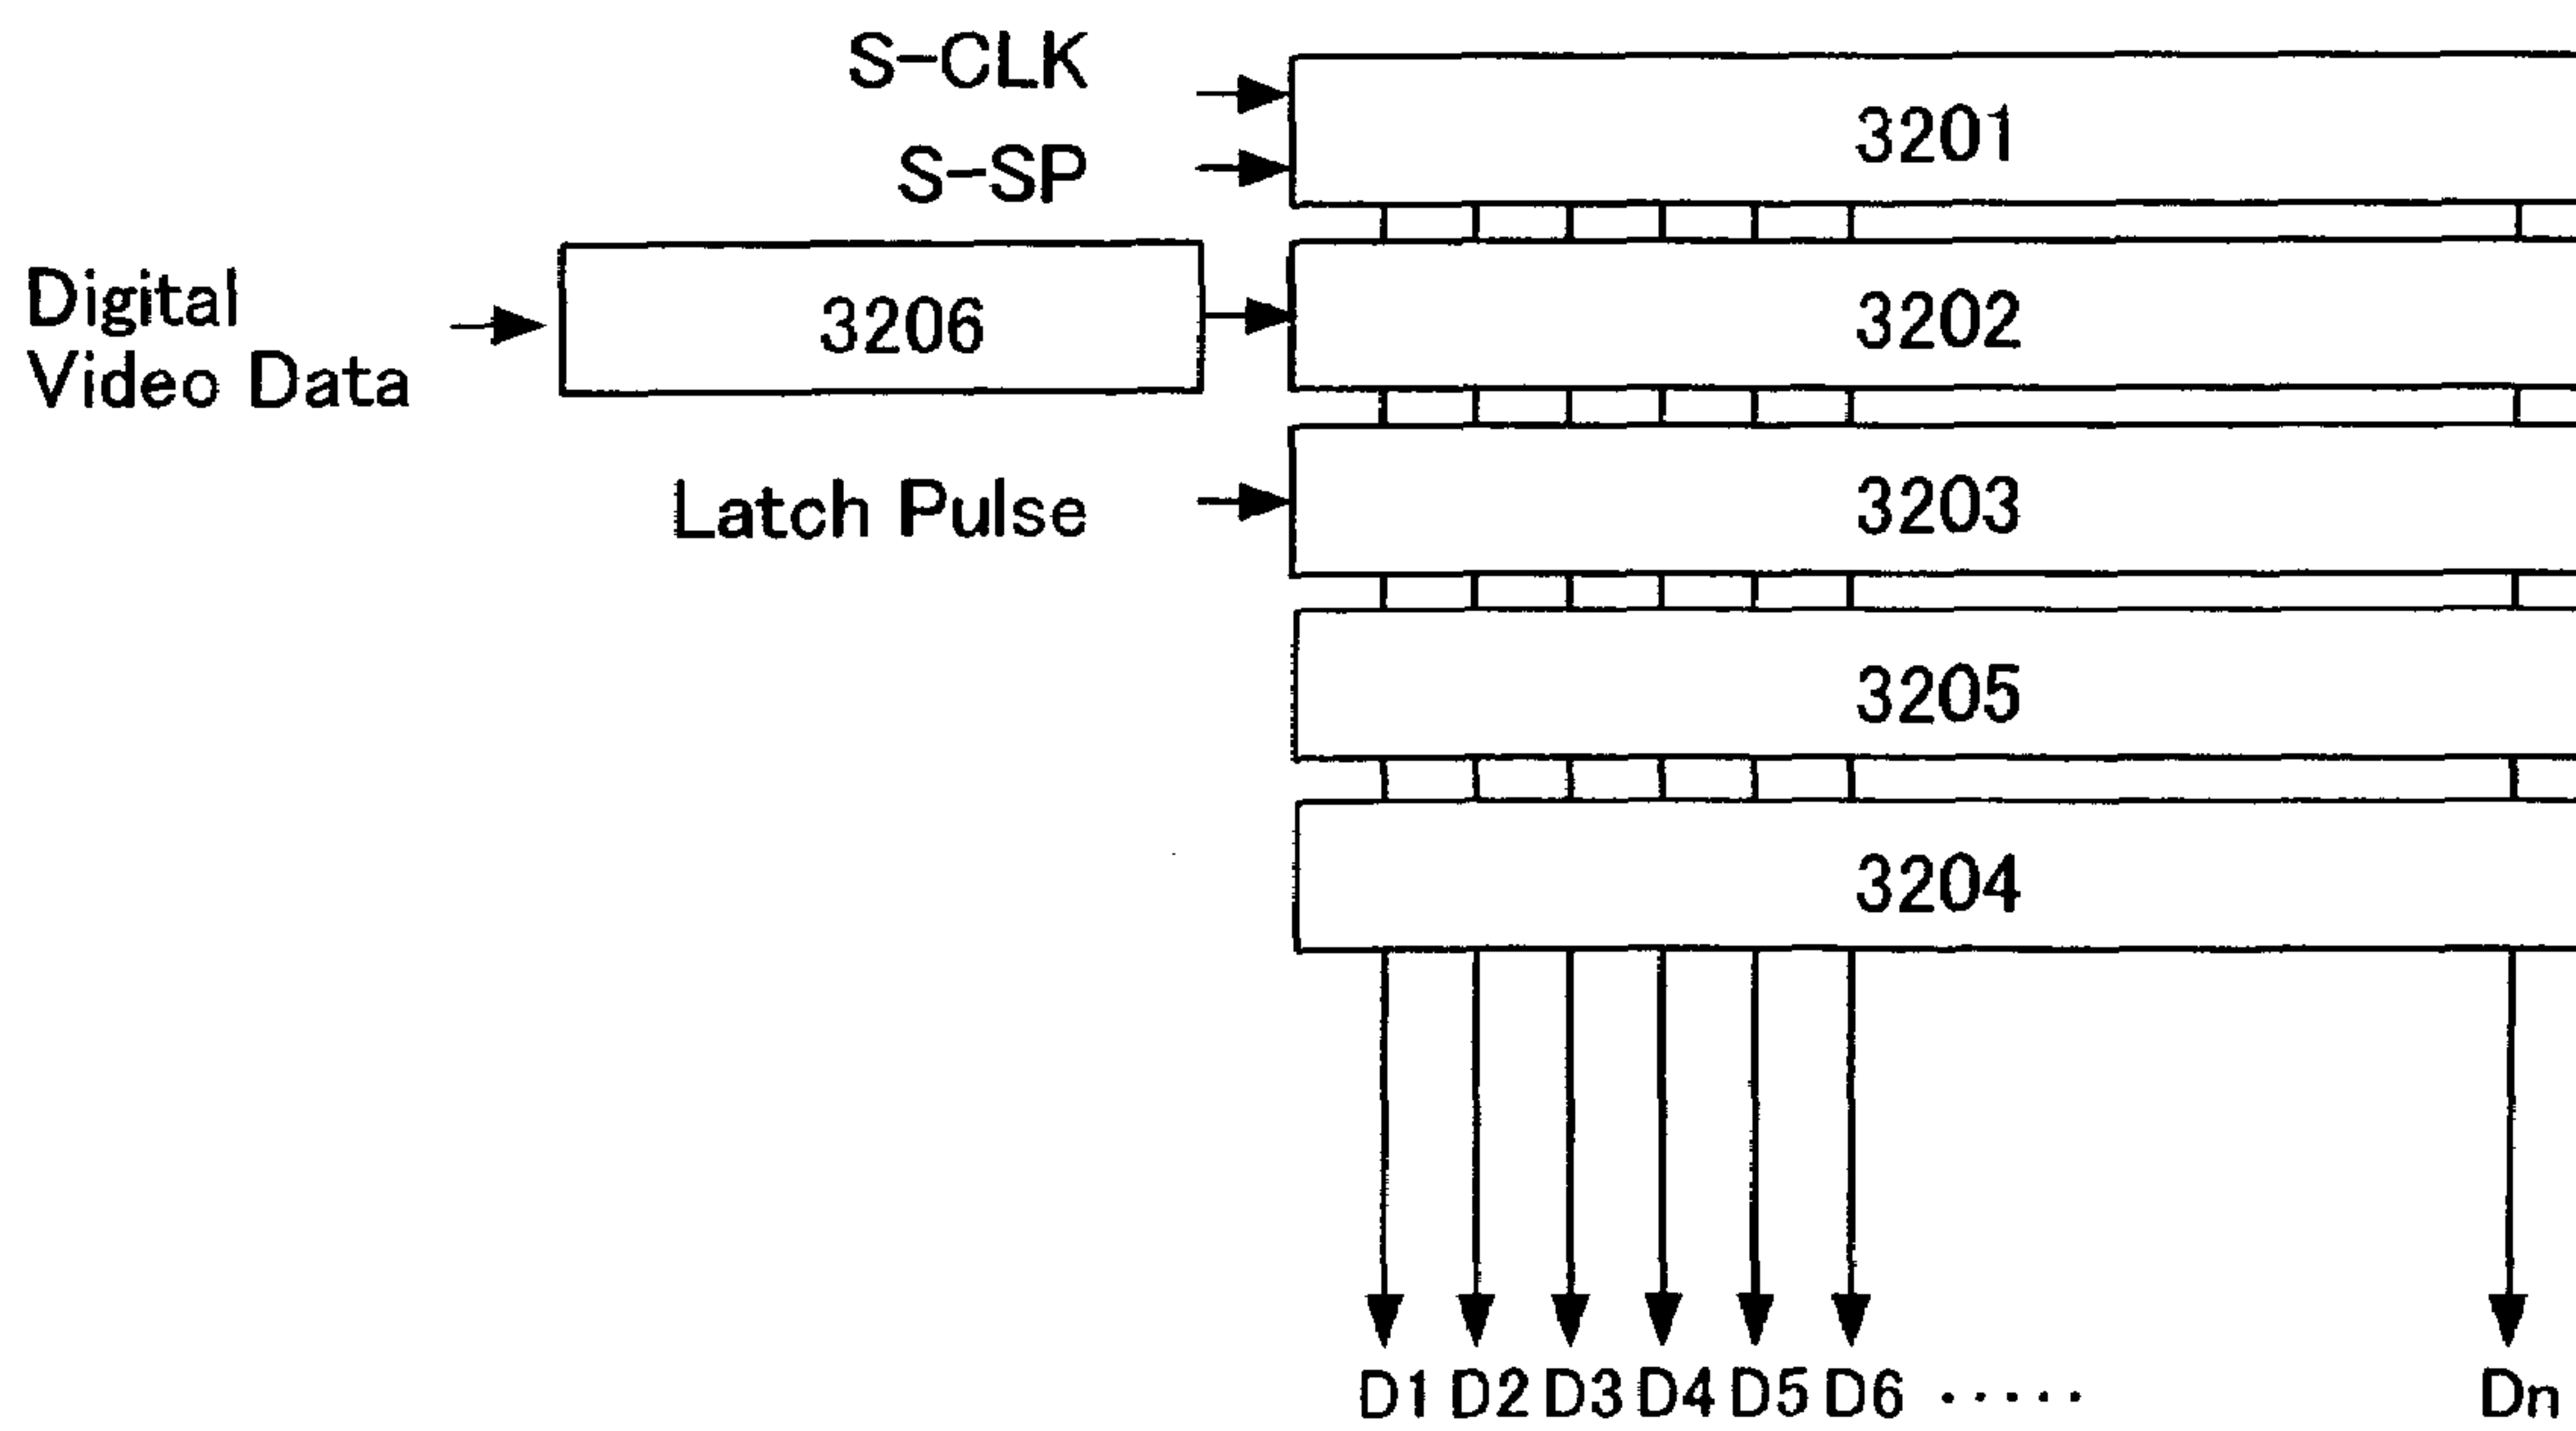 S-CLK
3201
S-SP
Digital
Video Data
3206
3202
Latch Pulse
3203
3205
3204
D1 D2 D3 D4 D5 D6 ····· Dn